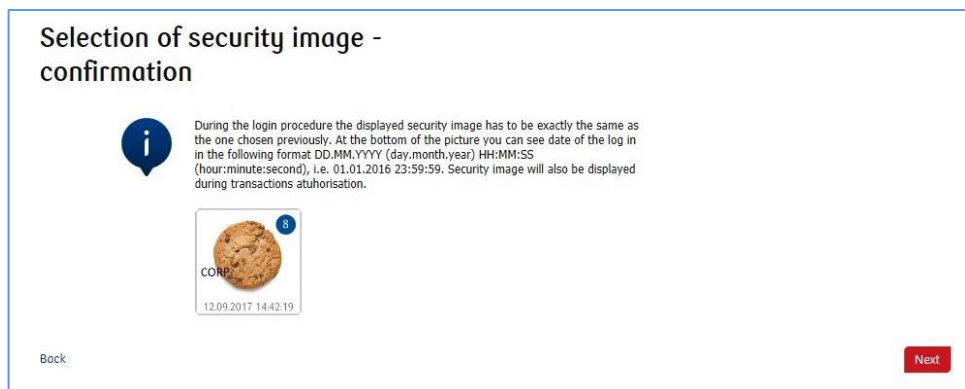 Selection of security image -
confirmation
i
During the login procedure the displayed security image has to be exactly the same as
the one chosen previously. At the bottom of the picture you can see date of the log in
in the following format DD.MM.YYYY (day.month.year) HH:MM:SS
(hour:minute:second), i.e. 01.01.2016 23:59:59. Security image will also be displayed
during transactions atuhorisation.
8
CORP
12.09.2017 14:42:19
Back
Next